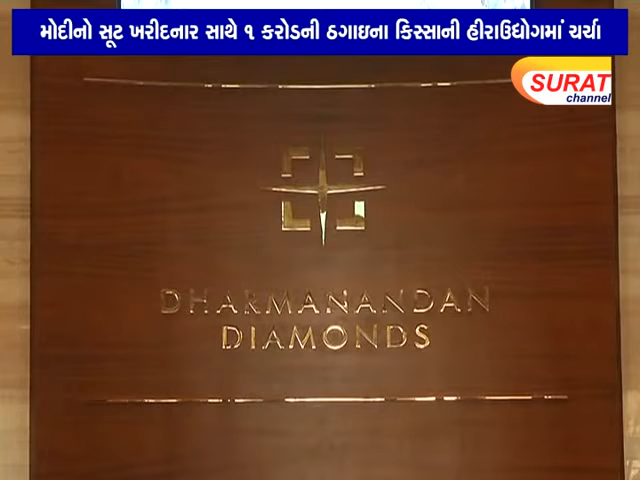 મોદીનો સૂટ ખરીદનાર સાથે ૧ કરોડની ઠગાઇના કિસ્સાની હીરાઉદ્યોગમાં ચર્ચા
SURAT
channel
DHARMANANDAN
DIAMONDS